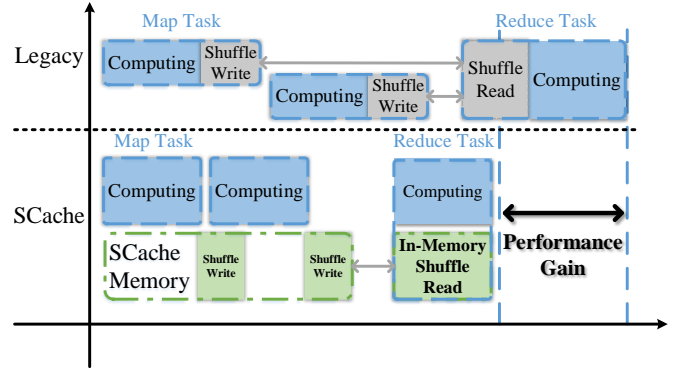 Map Task
Reduce Task
Legacy
Computing
Shuffle
Write
Shuffle
Read
Computing
Computing
Shuffle
Write
Map Task
Reduce Task
SCache
Computing
Computing
Computing
SCache
Memory
Shuffle
Write
Shuffle
Write
In-Memory
Shuffle
Read
Performance
Gain